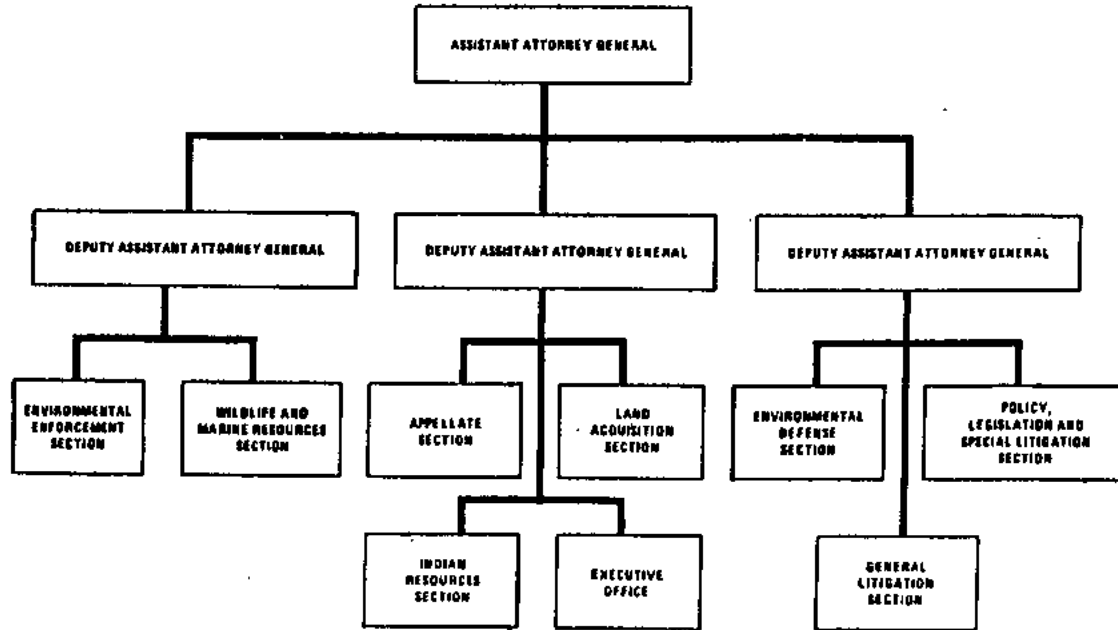 ASSISTANT ATTORNEY GENERAL
DEPUTY ASSISTANT ATTORNEY GENERAL
DEPUTY ASSISTANT ATTORNEY GENERAL
DEPUTY ASSISTANT ATTORNEY GENERAL
ENVIRONMENTAL
ENFORCEMENT
SECTION
WILDLIFE AND
MARINE RESOURCES
SECTION
APPELLATE
SECTION
LAND
ACQUISITION
SECTION
ENVIRONMENTAL
DEFENSE
SECTION
POLICY,
LEGISLATION AND
SPECIAL LITIGATION
SECTION
INDIAN
RESOURCES
SECTION
EXECUTIVE
OFFICE
GENERAL
LITIGATION
SECTION